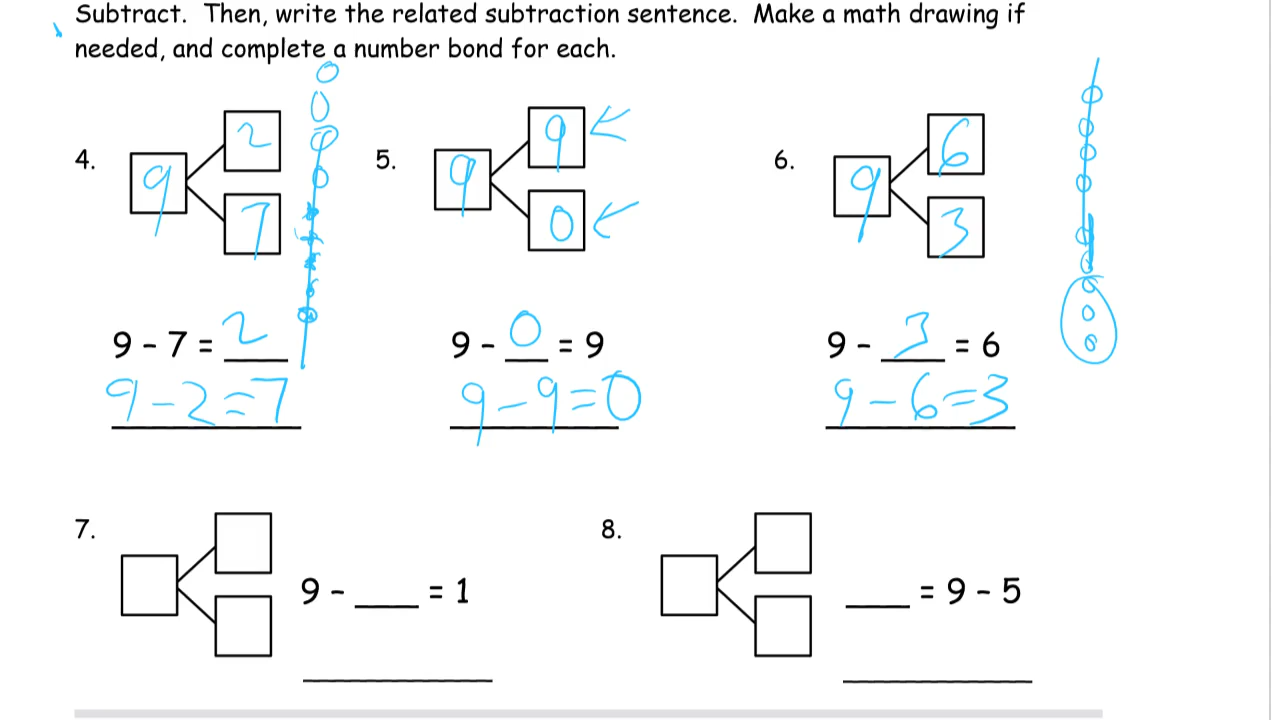 Subtract. Then, write the related subtraction sentence. Make a math drawing if
needed, and complete a number bond for each.
4. 9 2 7
5. 9 9 0
6. 9 6 3
9 - 7 = 2
9 - 0 = 9
9 - 3 = 6
9 - 2 = 7
9 - 9 = 0
9 - 6 = 3
7. 9 - ___ = 1
8. ___ = 9 - 5